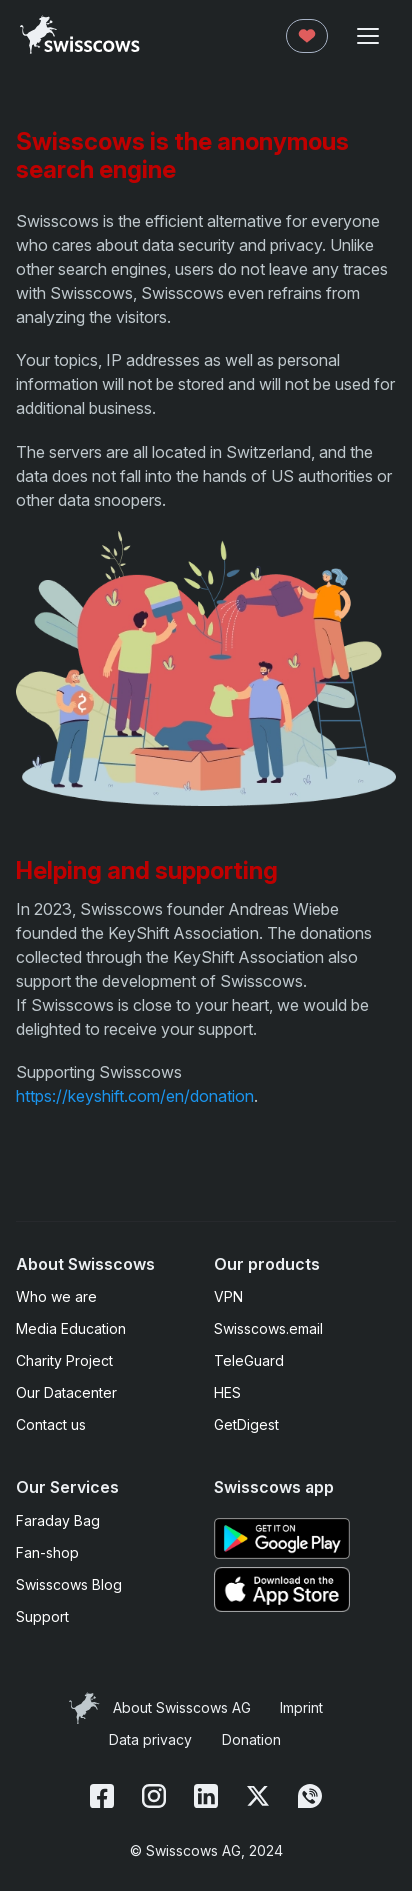 swisscows
Swisscows is the anonymous
search engine
Swisscows is the efficient alternative for everyone
who cares about data security and privacy. Unlike
other search engines, users do not leave any traces
with Swisscows, Swisscows even refrains from
analyzing the visitors.
Your topics, IP addresses as well as personal
information will not be stored and will not be used for
additional business.
The servers are all located in Switzerland, and the
data does not fall into the hands of US authorities or
other data snoopers.
Helping and supporting
In 2023, Swisscows founder Andreas Wiebe
founded the KeyShift Association. The donations
collected through the KeyShift Association also
support the development of Swisscows.
If Swisscows is close to your heart, we would be
delighted to receive your support.
Supporting Swisscows
https://keyshift.com/en/donation.
About Swisscows
Who we are
Media Education
Charity Project
Our Datacenter
Contact us
Our products
VPN
Swisscows.email
TeleGuard
HES
GetDigest
Our Services
Faraday Bag
Fan-shop
Swisscows Blog
Support
Swisscows app
GET IT ON
Google Play
Download on the
App Store
About Swisscows AG Imprint
Data privacy Donation
© Swisscows AG, 2024